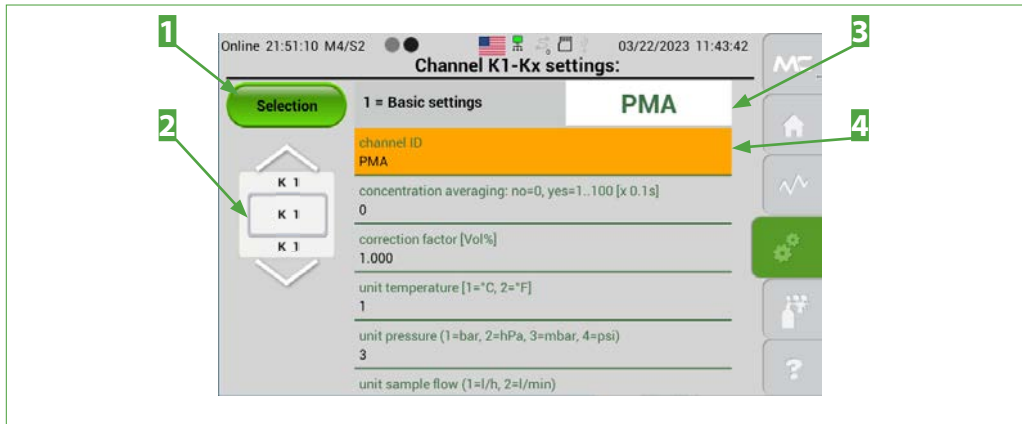 1
2
3
4
Online 21:51:10 M4/S2
03/22/2023 11:43:42
Channel K1-Kx settings:
MC
Selection
1 = Basic settings
PMA
channel ID
PMA
K 1
K 1
K 1
concentration averaging: no=0, yes=1..100 [x 0.1s]
0
correction factor [Vol%]
1.000
unit temperature [1=°C, 2=°F]
1
unit pressure (1=bar, 2=hPa, 3=mbar, 4=psi)
3
unit sample flow (1=l/h, 2=l/min)
?